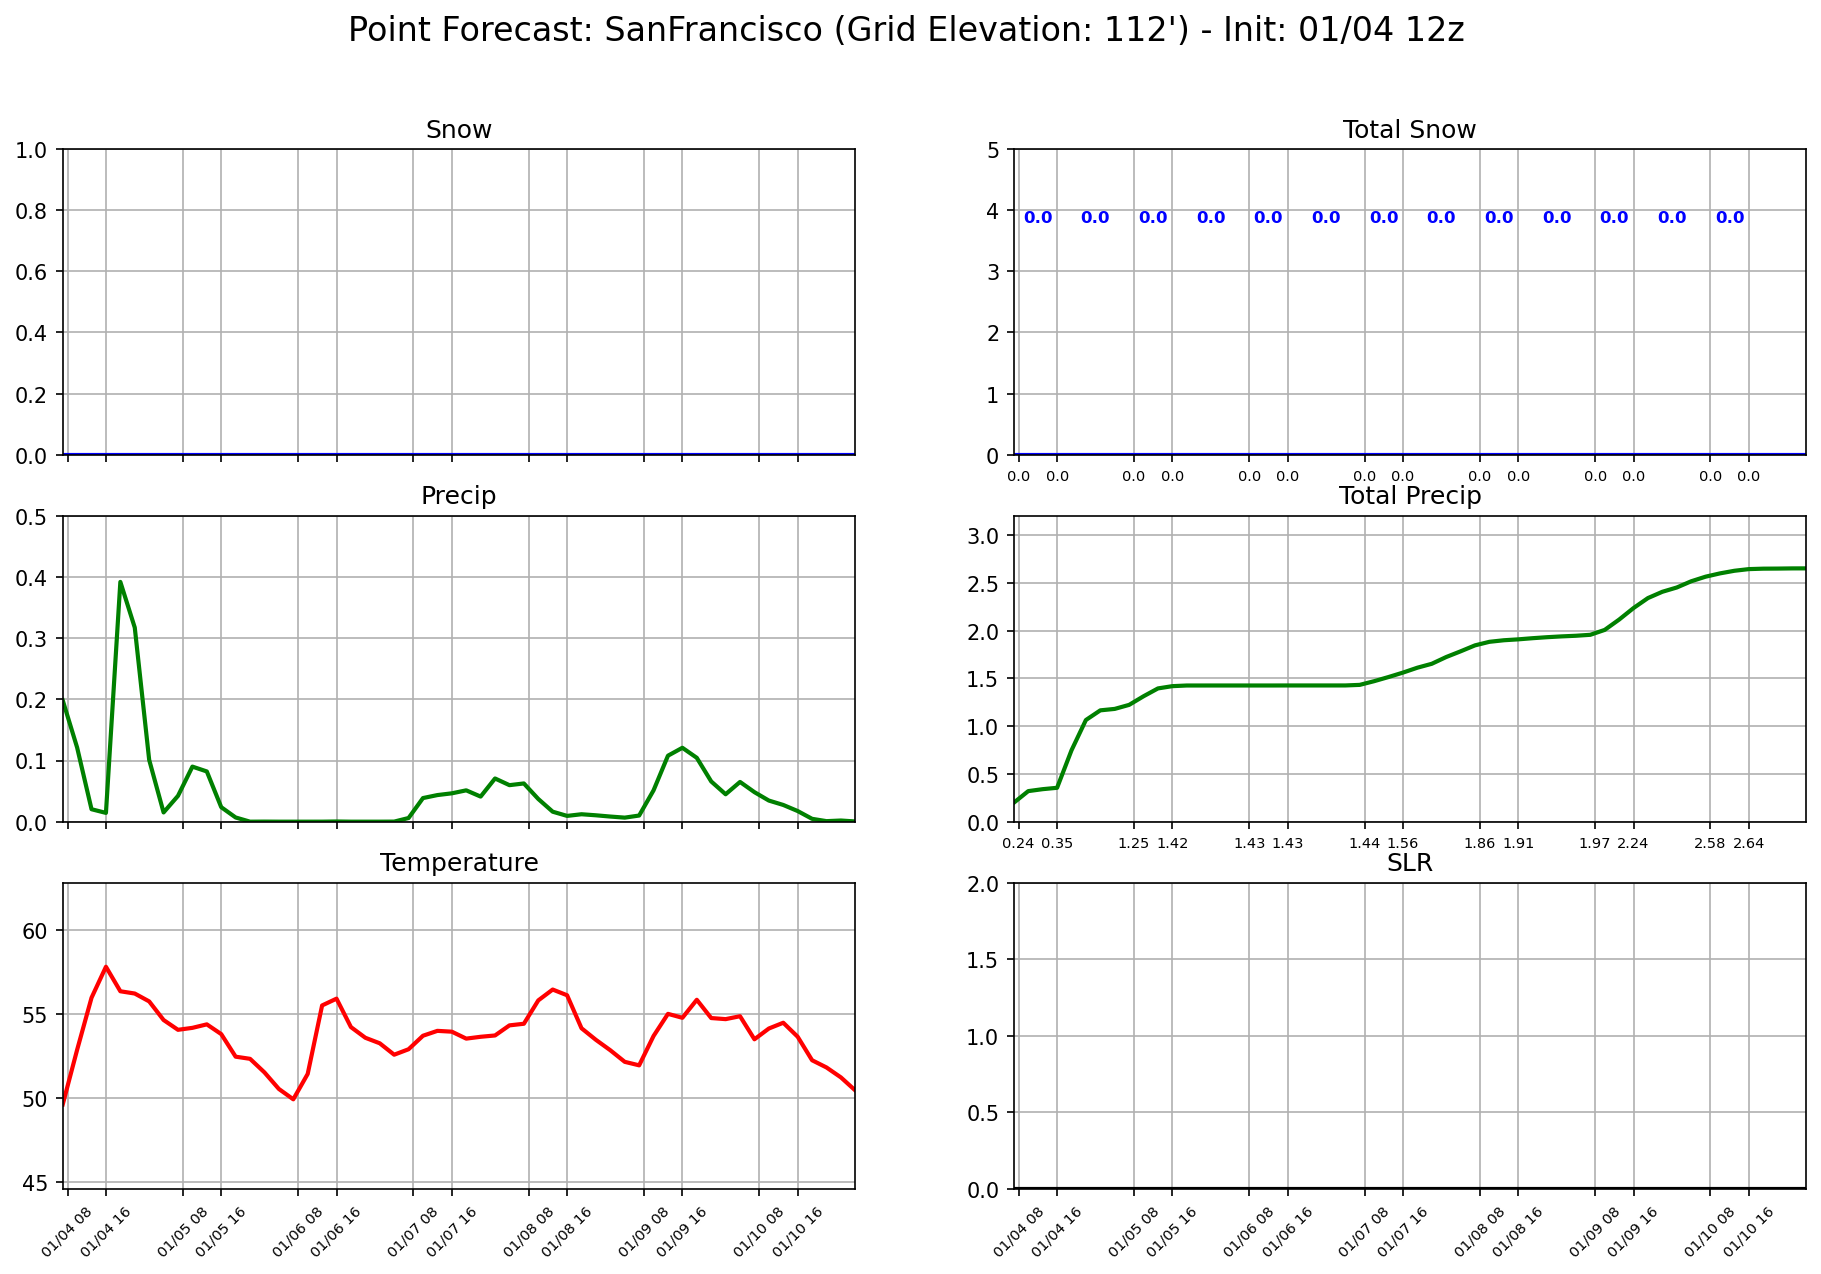 Point Forecast: SanFrancisco (Grid Elevation: 112') - Init: 01/04 12z
Snow
1.0
0.8
0.6
0.4
0.2
0.0
Total Snow
5
4
3
2
1
0
0.0 0.0 0.0 0.0 0.0 0.0 0.0 0.0 0.0 0.0 0.0 0.0 0.0
0.0 0.0 0.0 0.0 0.0 0.0 0.0 0.0 0.0 0.0 0.0 0.0 0.0 0.0
Precip
0.5
0.4
0.3
0.2
0.1
0.0
Total Precip
3.0
2.5
2.0
1.5
1.0
0.5
0.0
0.24 0.35 1.25 1.42 1.43 1.43 1.44 1.56 1.86 1.91 1.97 2.24 2.58 2.64
Temperature
60
55
50
45
01/04 08 01/04 16 01/05 08 01/05 16 01/06 08 01/06 16 01/07 08 01/07 16 01/08 08 01/08 16 01/09 08 01/09 16 01/10 08 01/10 16
SLR
2.0
1.5
1.0
0.5
0.0
01/04 08 01/04 16 01/05 08 01/05 16 01/06 08 01/06 16 01/07 08 01/07 16 01/08 08 01/08 16 01/09 08 01/09 16 01/10 08 01/10 16